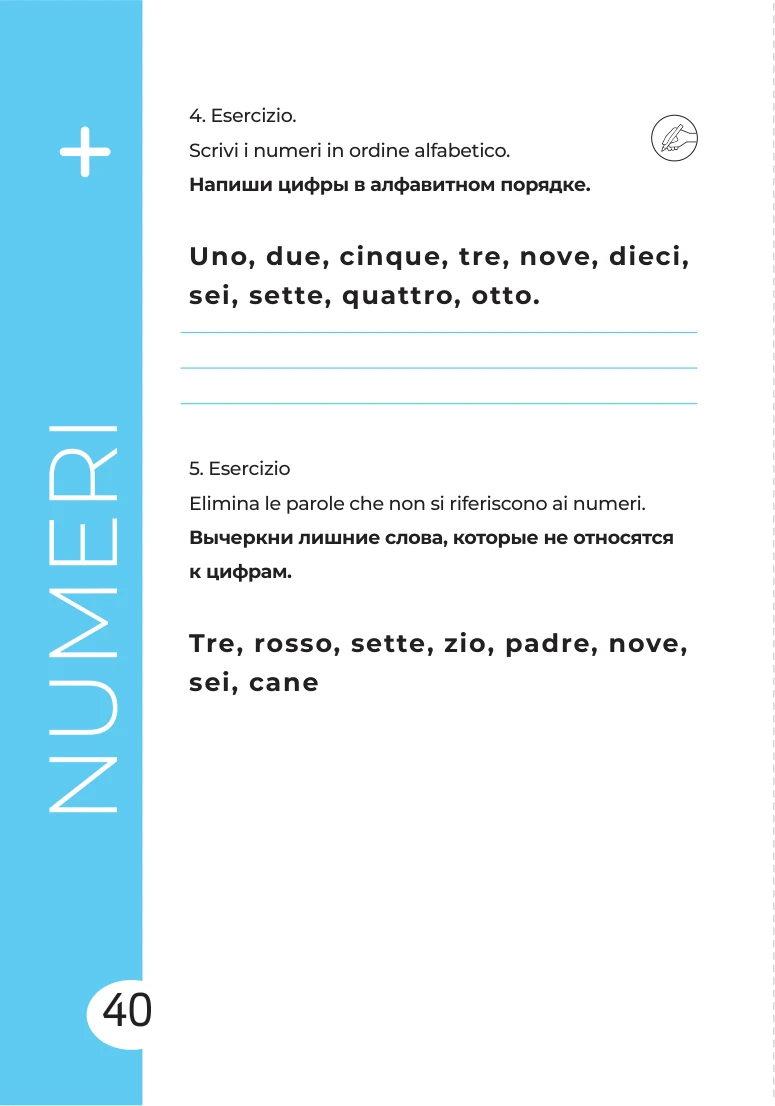 NUMERI
4. Esercizio.
Scrivi i numeri in ordine alfabetico.
Напиши цифры в алфавитном порядке.
Uno, due, cinque, tre, nove, dieci,
sei, sette, quattro, otto.
5. Esercizio
Elimina le parole che non si riferiscono ai numeri.
Вычеркни лишние слова, которые не относятся
к цифрам.
Tre, rosso, sette, zio, padre, nove,
sei, cane
40